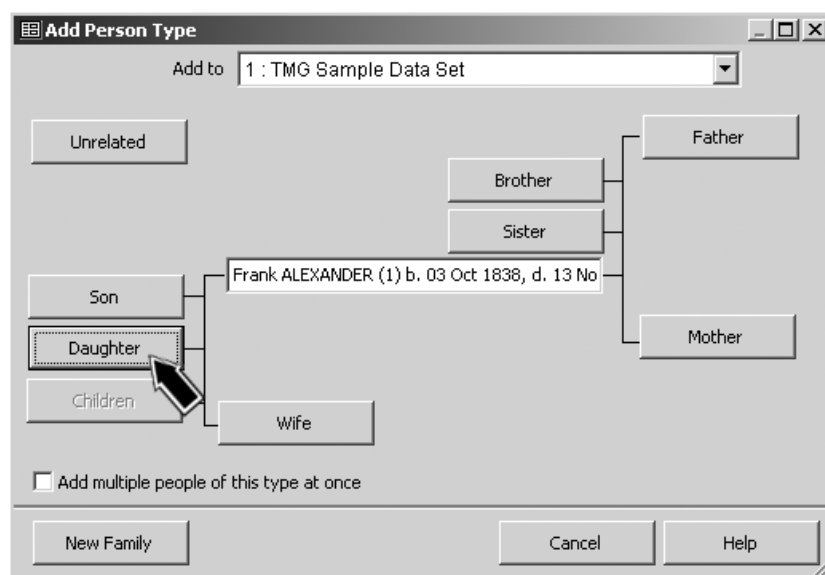 Add Person Type
Add to 1 : TMG Sample Data Set
Unrelated
Father
Brother
Sister
Frank ALEXANDER (1) b. 03 Oct 1838, d. 13 No
Son
Daughter
Mother
Children
Wife
Add multiple people of this type at once
New Family
Cancel
Help